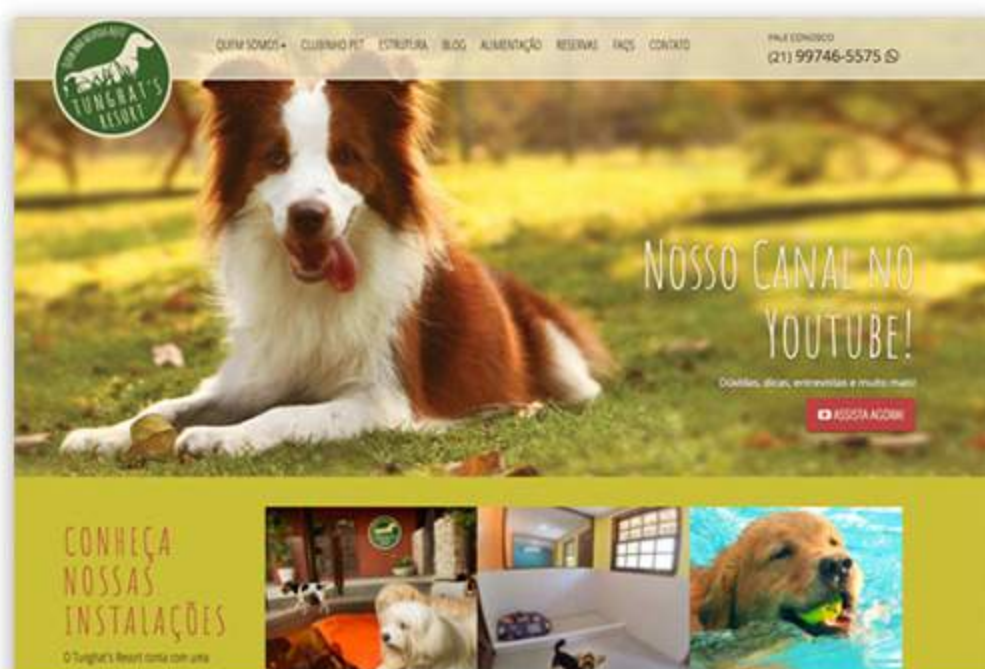 TUNGHAT'S
RESORT
QUEM SOMOS CLUBINHO PET ESTRUTURA BLOG ALIMENTAÇÃO RESERVAS FAQS CONTATO
FALE CONOSCO
(21) 99746-5575
NOSSO CANAL NO
YOUTUBE!
Dúvidas, dicas, entrevistas e muito mais!
ASSISTA AGORA!
CONHEÇA
NOSSAS
INSTALAÇÕES
O Tunghat's Resort conta com uma